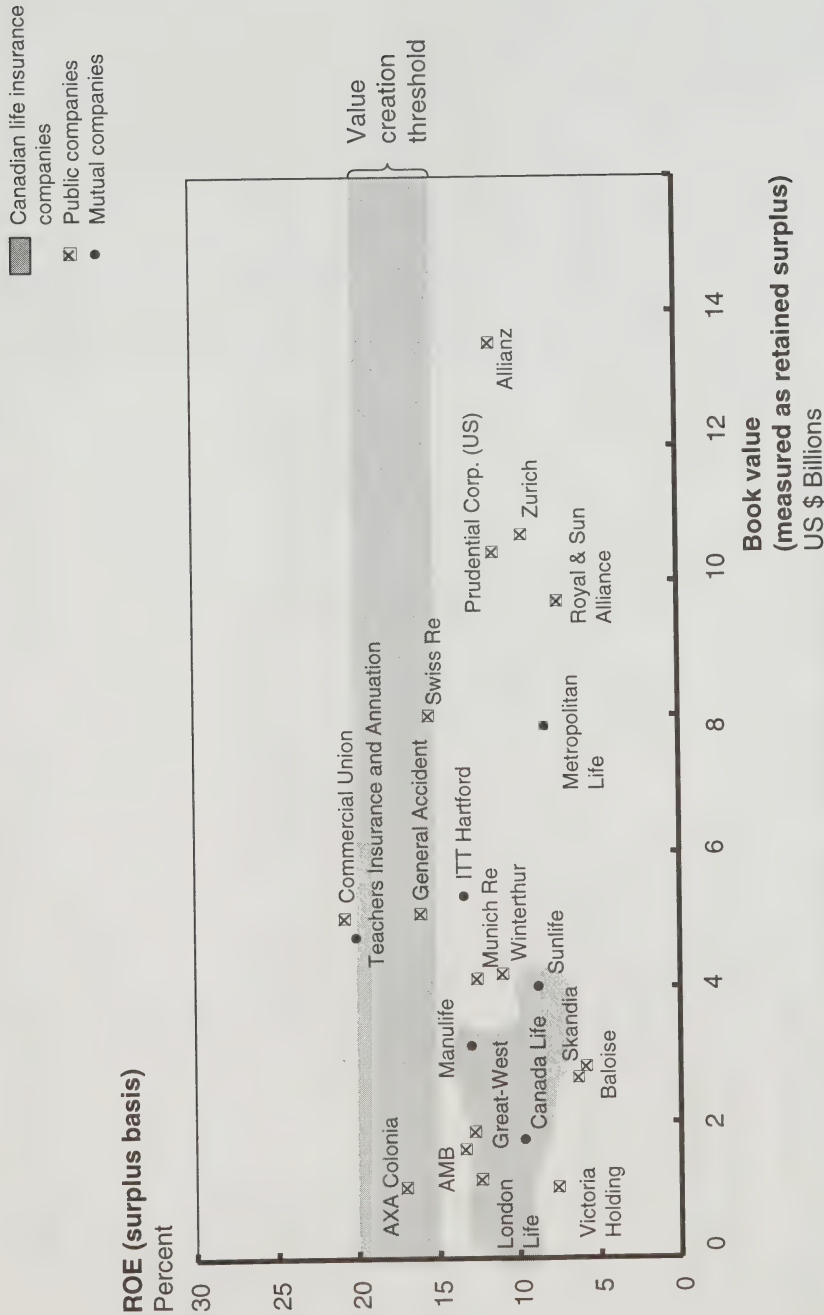 Canadian life insurance
companies
Public companies
Mutual companies
ROE (surplus basis)
Percent
30
25
20
15
10
5
0
Value
creation
threshold
Commercial Union
Teachers Insurance and Annuation
AXA Colonia
General Accident
Swiss Re
AMB
Manulife
ITT Hartford
Munich Re
Winterthur
Prudential Corp. (US)
Allianz
Zurich
London
Life
Great-West
Canada Life
Sunlife
Skandia
Baloise
Victoria
Holding
Metropolitan
Life
Royal & Sun
Alliance
0
2
4
6
8
10
12
14
Book value
(measured as retained surplus)
US $ Billions